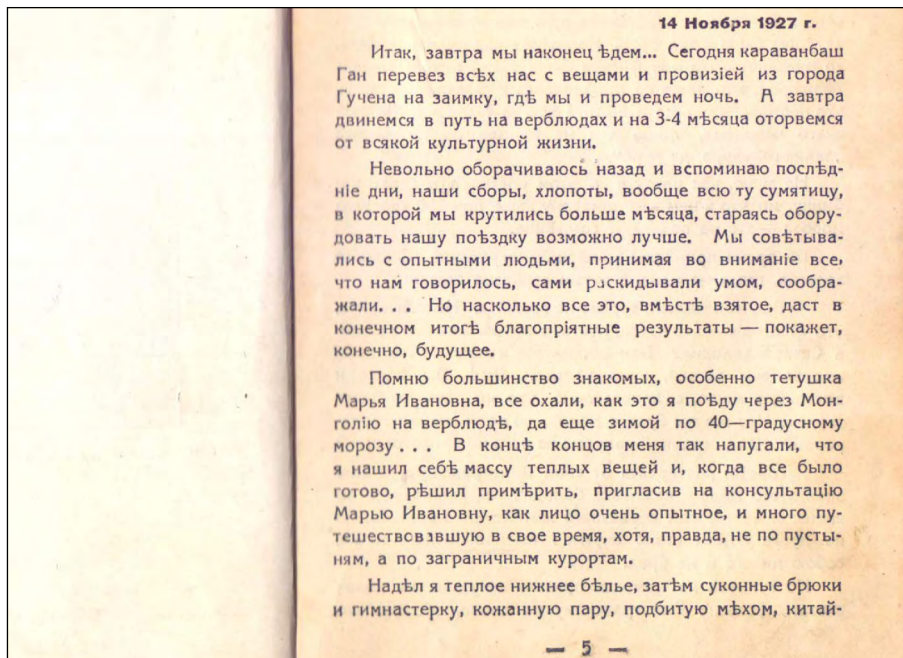 14 Ноября 1927 г.
Итак, завтра мы наконец ѣдем... Сегодня караванбаш
Ган перевез всѣх нас с вещами и провизіей из города
Гучена на заимку, гдѣ мы и проведем ночь. А завтра
двинемся в путь на верблюдах и на 3-4 мѣсяца оторвемся
от всякой культурной жизни.
Невольно оборачиваюсь назад и вспоминаю послѣд-
ніе дни, наши сборы, хлопоты, вообще всю ту сумятицу,
в которой мы крутились больше мѣсяца, стараясь обору-
довать нашу поѣздку возможно лучше. Мы совѣтыва-
лись с опытными людьми, принимая во вниманіе все,
что нам говорилось, сами раскидывали умом, сообра-
жали. . . Но насколько все это, вмѣстѣ взятое, даст в
конечном итогѣ благопріятные результаты — покажет,
конечно, будущее.
Помню большинство знакомых, особенно тетушка
Марья Ивановна, все охали, как это я поѣду через Мон-
голію на верблюдѣ, да еще зимой по 40—градусному
морозу . . . В концѣ концов меня так напугали, что
я нашил себѣ массу теплых вещей и, когда все было
готово, рѣшил примѣрить, пригласив на консультацію
Марью Ивановну, как лицо очень опытное, и много пу-
тешествовавшую в свое время, хотя, правда, не по пусты-
ням, а по заграничным курортам.
Надѣл я теплое нижнее бѣлье, затѣм суконные брюки
и гимнастерку, кожанную пару, подбитую мѣхом, китай-
— 5 —